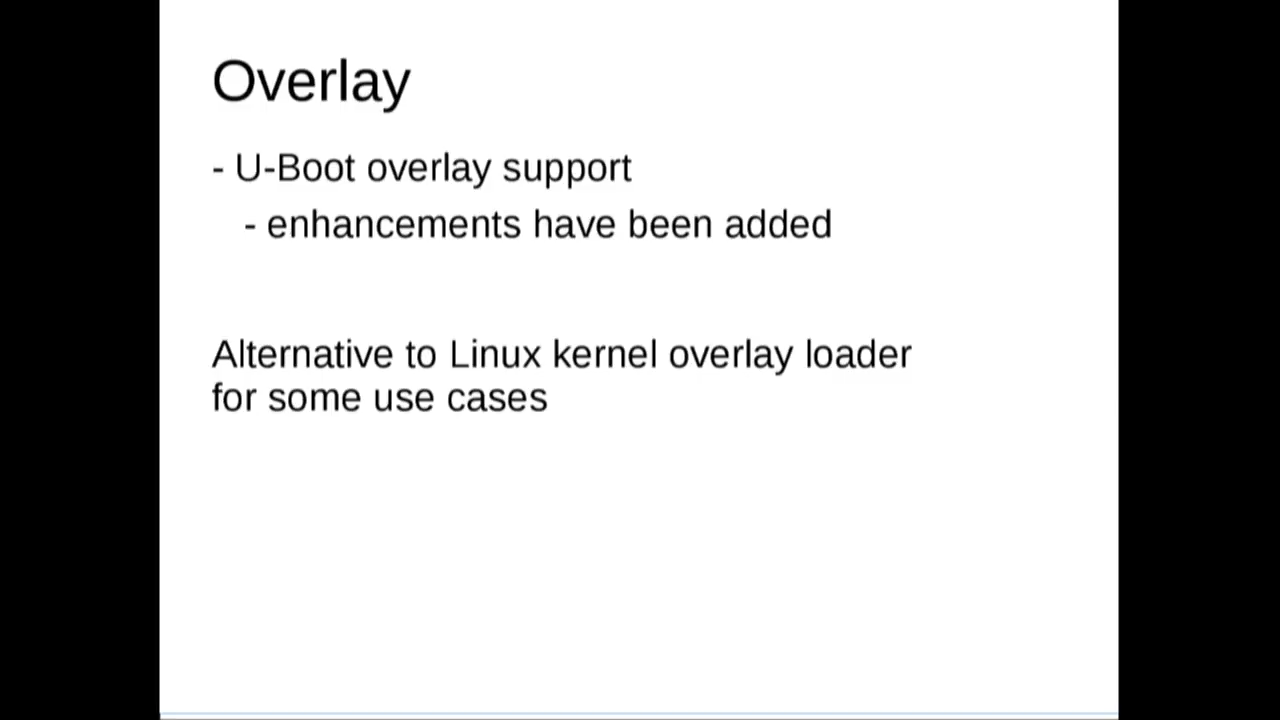 Overlay
- U-Boot overlay support
- enhancements have been added
Alternative to Linux kernel overlay loader
for some use cases